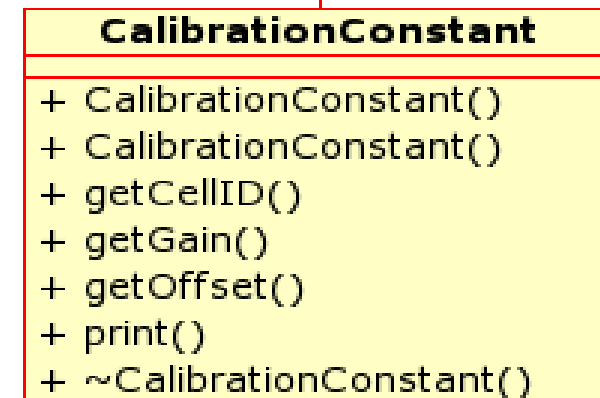 CalibrationConstant
+ CalibrationConstant()
+ CalibrationConstant()
+ getCellID()
+ getGain()
+ getOffset()
+ print()
+ ~CalibrationConstant()